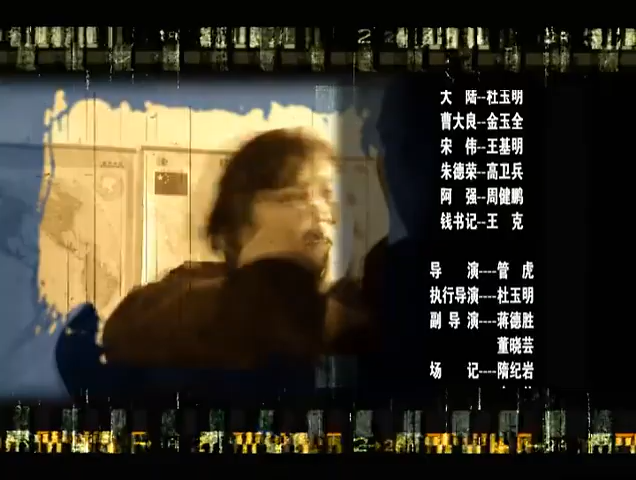 大 陆--杜玉明
曹大良--金玉全
宋 伟--王基明
朱德荣--高卫兵
阿 强--周健鹏
钱书记--王 克
导 演----管 虎
执行导演----杜玉明
副 导 演----蒋德胜
董晓芸
场 记----隋纪岩